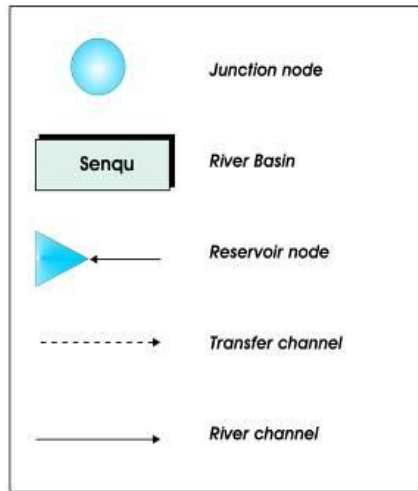 Junction node
Senqu River Basin
Reservoir node
Transfer channel
River channel